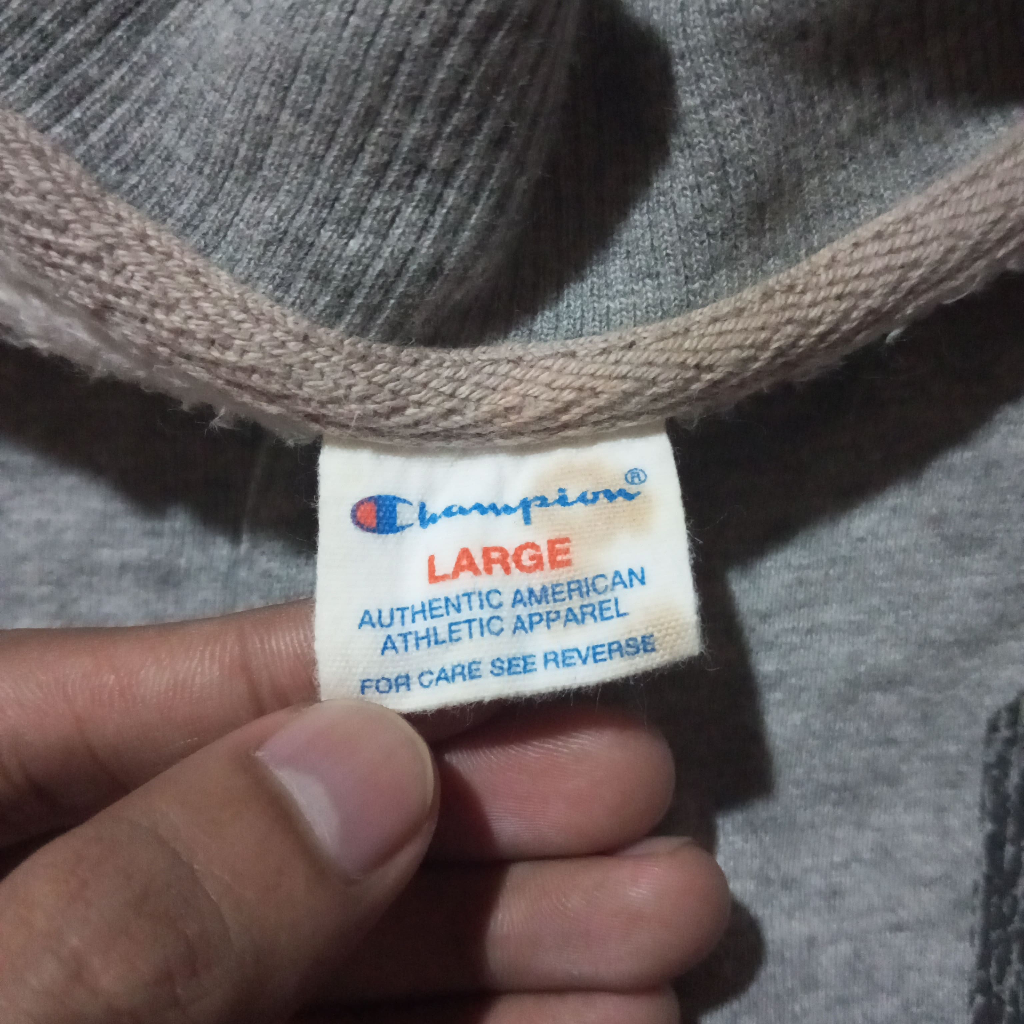 Champion®
LARGE
AUTHENTIC AMERICAN
ATHLETIC APPAREL
FOR CARE SEE REVERSE